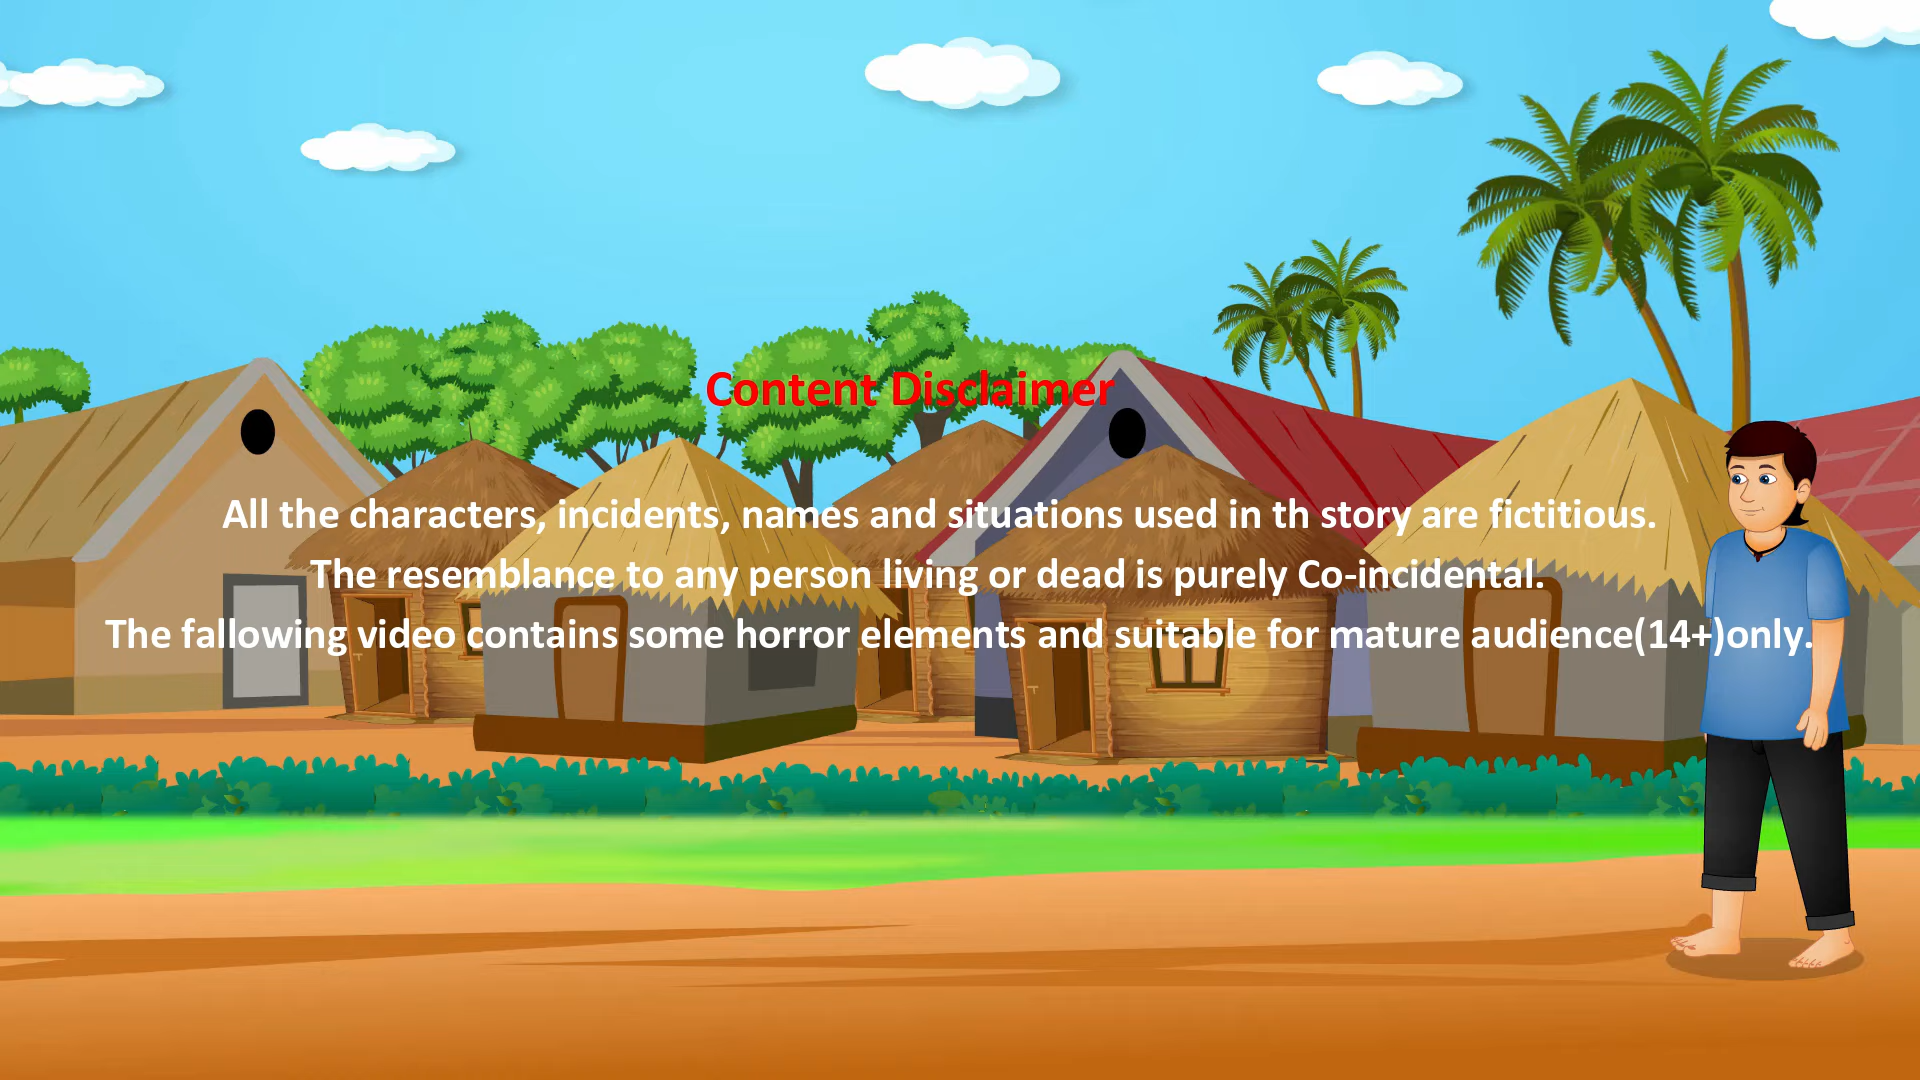 Content Disclaimer
All the characters, incidents, names and situations used in th story are fictitious.
The resemblance to any person living or dead is purely Co-incidental.
The fallowing video contains some horror elements and suitable for mature audience(14+)only.